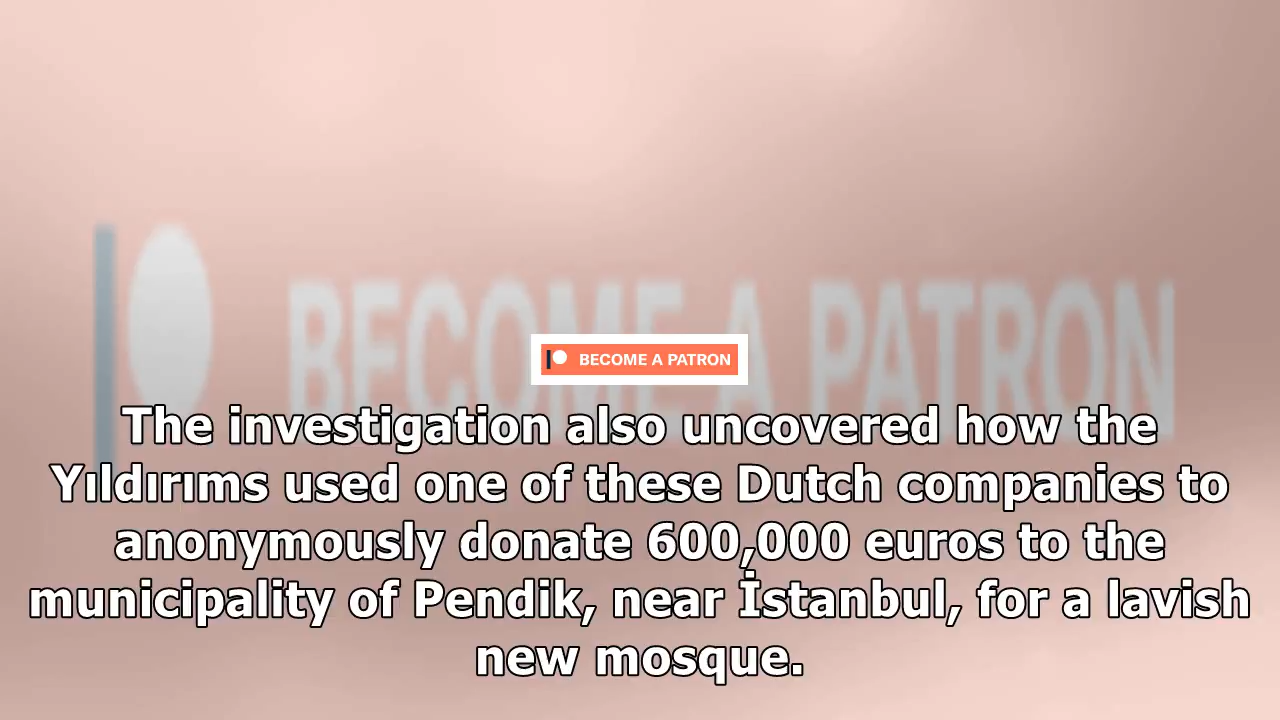 BECOME A PATRON
BECOME A PATRON
The investigation also uncovered how the
Yıldırıms used one of these Dutch companies to
anonymously donate 600,000 euros to the
municipality of Pendik, near İstanbul, for a lavish
new mosque.